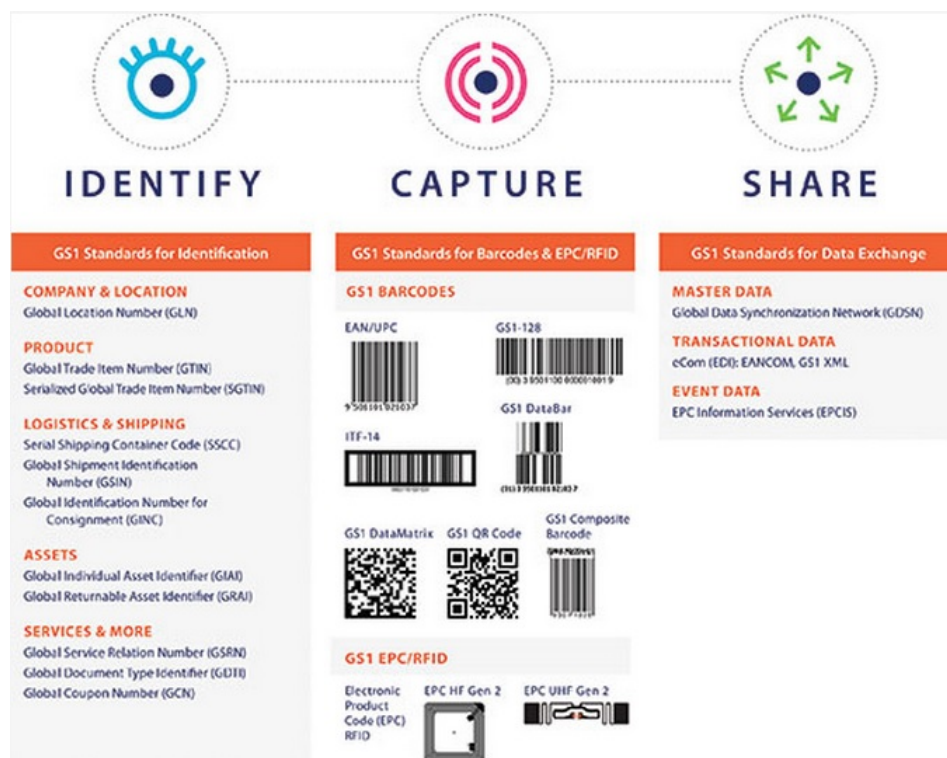 IDENTIFY
CAPTURE
SHARE
GS1 Standards for Identification
COMPANY & LOCATION
Global Location Number (GLN)
PRODUCT
Global Trade Item Number (GTIN)
Serialized Global Trade Item Number (SGTIN)
LOGISTICS & SHIPPING
Serial Shipping Container Code (SSCC)
Global Shipment Identification
Number (GSIN)
Global Identification Number for
Consignment (GINC)
ASSETS
Global Individual Asset Identifier (GIAI)
Global Returnable Asset Identifier (GRAI)
SERVICES & MORE
Global Service Relation Number (GSRN)
Global Document Type Identifier (GDTI)
Global Coupon Number (GCN)
GS1 Standards for Barcodes & EPC/RFID
GS1 BARCODES
EAN/UPC
GS1-128
GS1 DataBar
ITF-14
GS1 DataMatrix
GS1 QR Code
GS1 Composite
Barcode
GS1 EPC/RFID
Electronic
Product
Code (EPC)
RFID
EPC HF Gen 2
EPC UHF Gen 2
GS1 Standards for Data Exchange
MASTER DATA
Global Data Synchronization Network (GDSN)
TRANSACTIONAL DATA
eCom (EDI): EANCOM, GS1 XML
EVENT DATA
EPC Information Services (EPCIS)